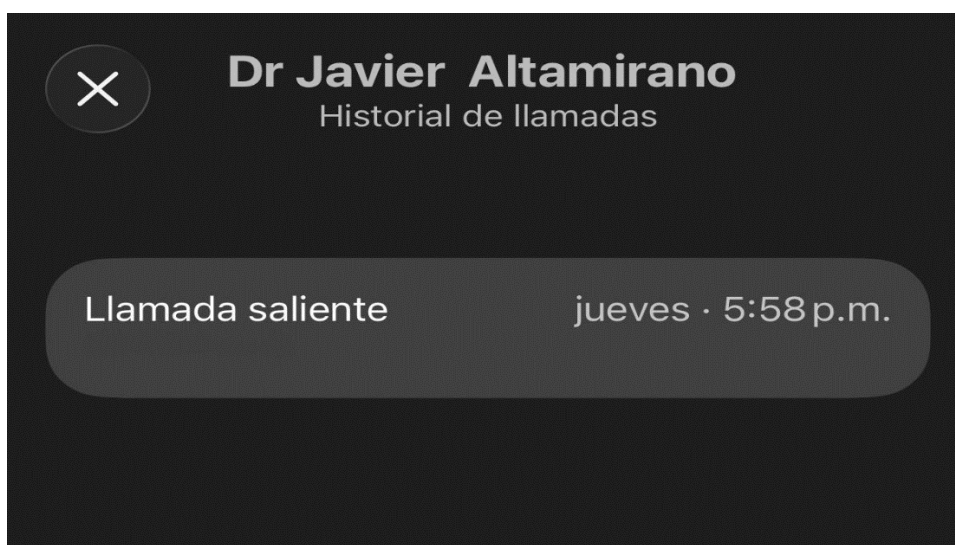 Dr Javier Altamirano
Historial de llamadas
Llamada saliente jueves · 5:58 p.m.